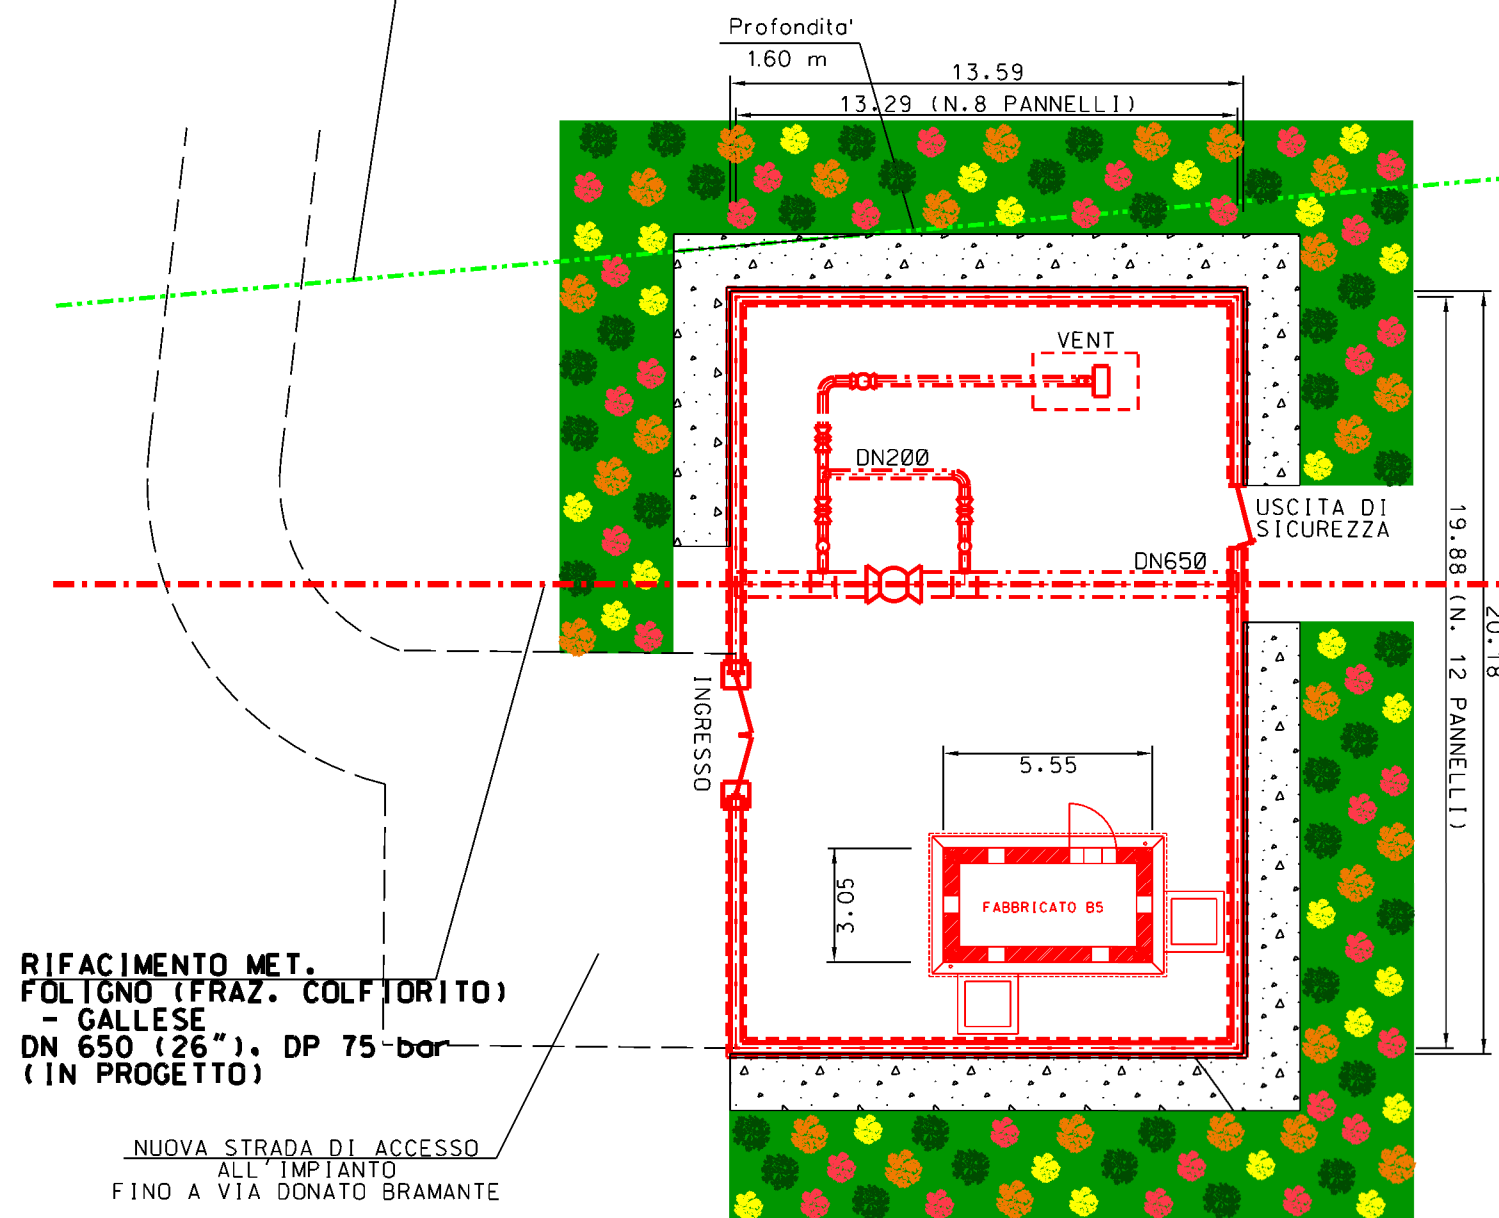 Profondita'
1.60 m
13.59
13.29 (N.8 PANNELLI)
VENT
DN200
USCITA DI
SICUREZZA
DN650
19.88 (N. 12 PANNELLI)
20.18
INGRESSO
5.55
3.05
FABBRICATO B5
RIFACIMENTO MET.
FOLIGNO (FRAZ. COLFIORITO)
- GALLESE
DN 650 (26"). DP 75 bar
(IN PROGETTO)
NUOVA STRADA DI ACCESSO
ALL'IMPIANTO
FINO A VIA DONATO BRAMANTE